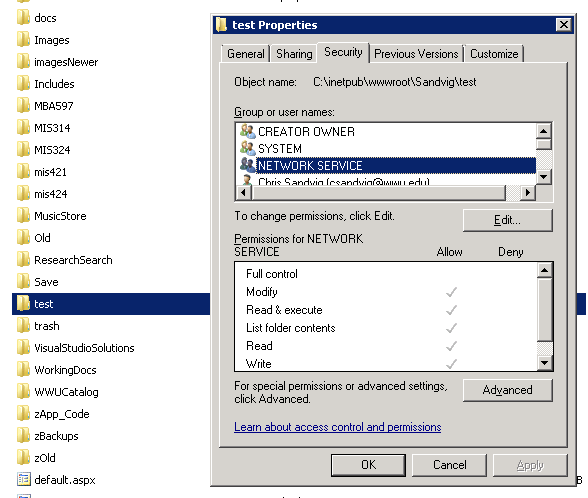 docs
Images
imagesNewer
Includes
MBA597
MIS314
MIS324
mis421
mis424
MusicStore
Old
ResearchSearch
Save
test
trash
VisualStudioSolutions
WorkingDocs
WWUCatalog
zApp_Code
zBackups
zOld
default.aspx
test Properties
General Sharing Security Previous Versions Customize
Object name: C:\inetpub\wwwroot\Sandvig\test
Group or user names:
CREATOR OWNER
SYSTEM
NETWORK SERVICE
Chris Sandvig (csandvig@wwu.edu)
To change permissions, click Edit.
Edit...
Permissions for NETWORK
SERVICE Allow Deny
Full control
Modify
Read & execute
List folder contents
Read
Write
For special permissions or advanced settings,
click Advanced.
Advanced
Learn about access control and permissions
OK Cancel Apply
B